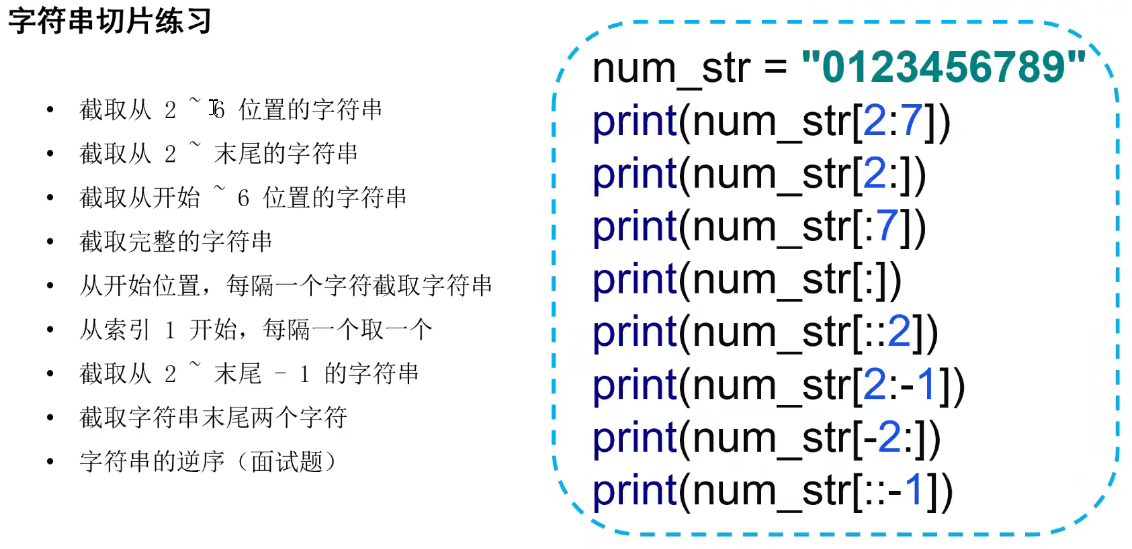 字符串切片练习
• 截取从 2 ~ 6 位置的字符串
• 截取从 2 ~ 末尾的字符串
• 截取从开始 ~ 6 位置的字符串
• 截取完整的字符串
• 从开始位置，每隔一个字符截取字符串
• 从索引 1 开始，每隔一个取一个
• 截取从 2 ~ 末尾 - 1 的字符串
• 截取字符串末尾两个字符
• 字符串的逆序（面试题）
num_str = "0123456789"
print(num_str[2:7])
print(num_str[2:])
print(num_str[:7])
print(num_str[:])
print(num_str[::2])
print(num_str[2:-1])
print(num_str[-2:])
print(num_str[::-1])